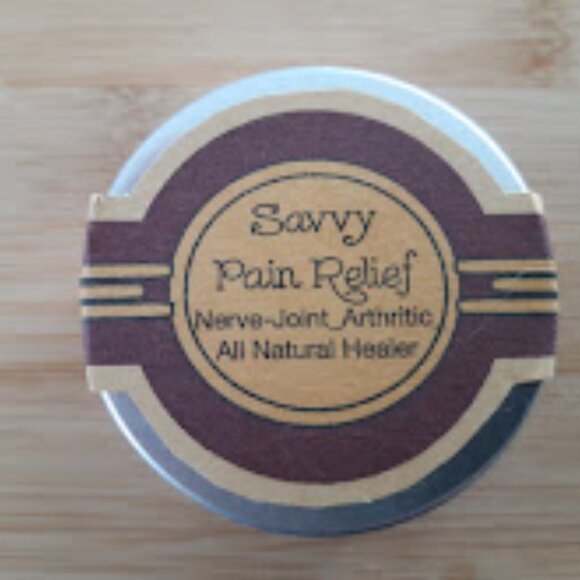 Savvy
Pain Relief
Nerve-Joint_Arthritic
All Natural Healer